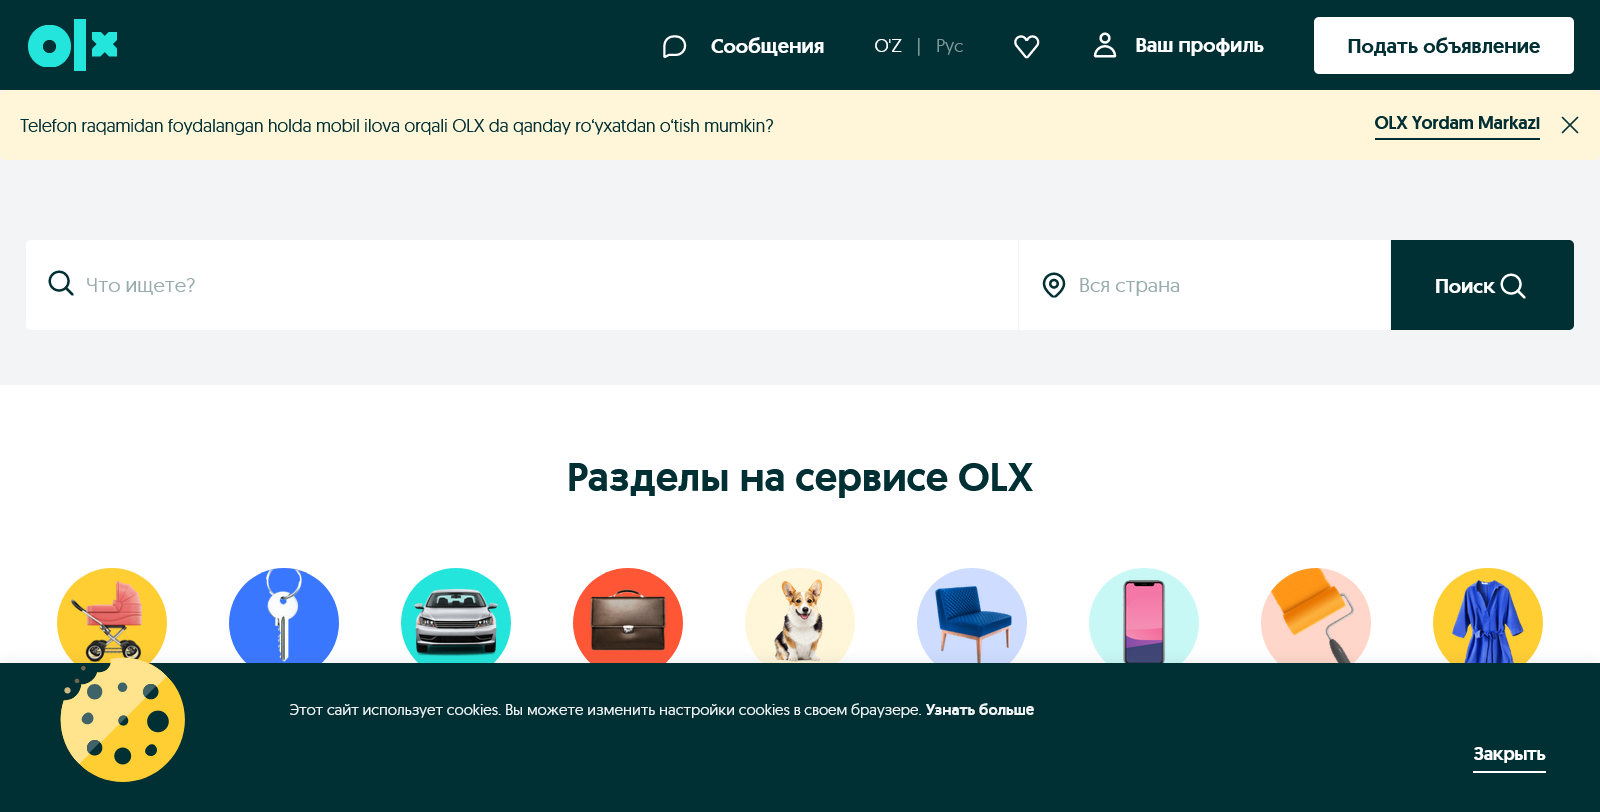 olx
Сообщения
O‘Z | Рус
Ваш профиль
Подать объявление
Telefon raqamidan foydalangan holda mobil ilova orqali OLX da qanday ro‘yxatdan o‘tish mumkin?
OLX Yordam Markazi
Что ищете?
Вся страна
Поиск
Разделы на сервисе OLX
Этот сайт использует cookies. Вы можете изменить настройки cookies в своем браузере. Узнать больше
Закрыть